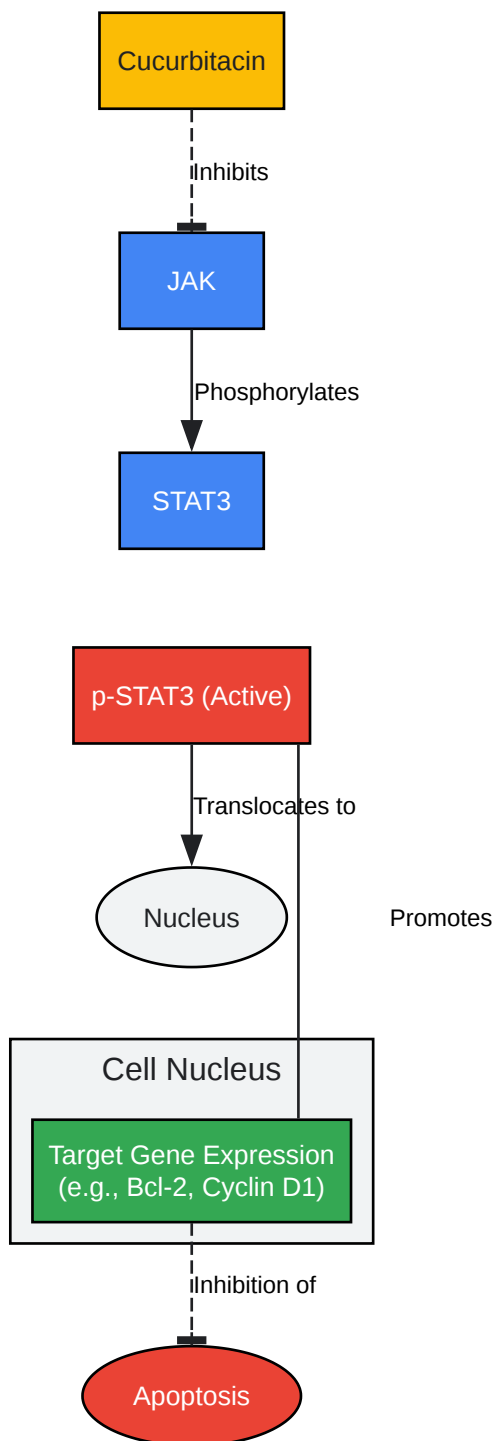 Cucurbitacin
Inhibits
JAK
Phosphorylates
STAT3
p-STAT3 (Active)
Translocates to
Nucleus
Promotes
Cell Nucleus
Target Gene Expression
(e.g., Bcl-2, Cyclin D1)
Inhibition of
Apoptosis